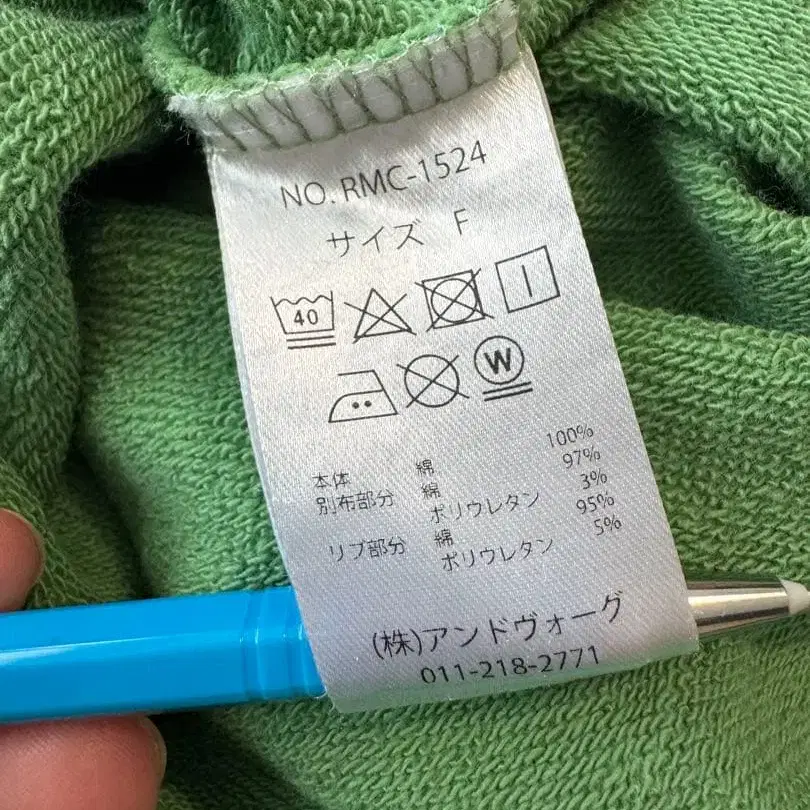 NO. RMC-1524
サイズ F
40
W
本体 綿 100%
別布部分 綿 97%
ポリウレタン 3%
リブ部分 綿 95%
ポリウレタン 5%
(株)アンドヴォーグ
011-218-2771